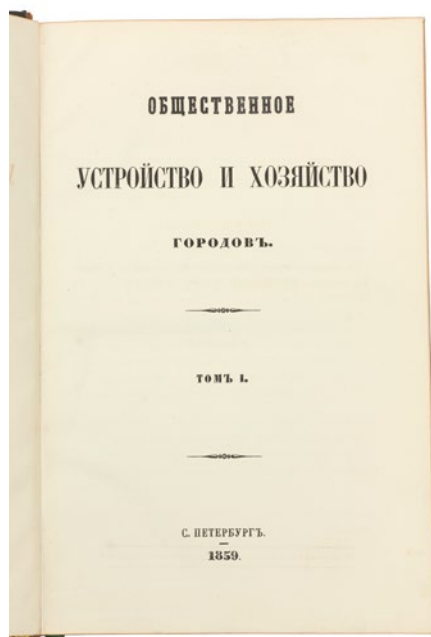 ОБЩЕСТВЕННОЕ
УСТРОЙСТВО И ХОЗЯЙСТВО
ГОРОДОВЪ.
ТОМЪ I.
С. ПЕТЕРБУРГЪ.
1859.